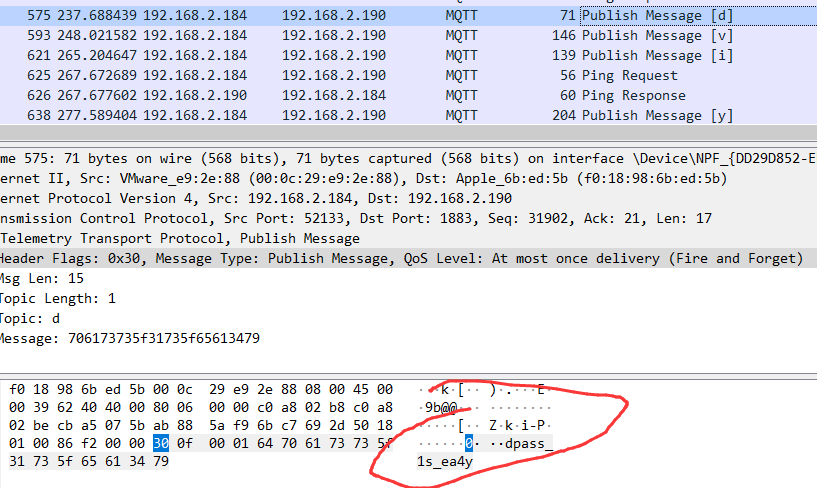 575 237.688439 192.168.2.184 192.168.2.190 MQTT 71 Publish Message [d]
593 248.021582 192.168.2.184 192.168.2.190 MQTT 146 Publish Message [v]
621 265.204647 192.168.2.184 192.168.2.190 MQTT 139 Publish Message [i]
625 267.672689 192.168.2.184 192.168.2.190 MQTT 56 Ping Request
626 267.677602 192.168.2.190 192.168.2.184 MQTT 60 Ping Response
638 277.589404 192.168.2.184 192.168.2.190 MQTT 204 Publish Message [y]
me 575: 71 bytes on wire (568 bits), 71 bytes captured (568 bits) on interface \Device\NPF_{DD29D852-E
ernet II, Src: VMware_e9:2e:88 (00:0c:29:e9:2e:88), Dst: Apple_6b:ed:5b (f0:18:98:6b:ed:5b)
ernet Protocol Version 4, Src: 192.168.2.184, Dst: 192.168.2.190
nsmission Control Protocol, Src Port: 52133, Dst Port: 1883, Seq: 31902, Ack: 21, Len: 17
Telemetry Transport Protocol, Publish Message
Header Flags: 0x30, Message Type: Publish Message, QoS Level: At most once delivery (Fire and Forget)
Msg Len: 15
Topic Length: 1
Topic: d
Message: 706173735f31735f65613479
f0 18 98 6b ed 5b 00 0c 29 e9 2e 88 08 00 45 00 ···k·[·· )·.···E·
00 39 62 40 40 00 80 06 00 00 c0 a8 02 b8 c0 a8 ·9b@@··· ········
02 be cb a5 07 5b ab 88 5a f9 6b c7 69 2d 50 18 ·····[·· Z·k·i-P·
01 00 86 f2 00 00 30 0f 00 01 64 70 61 73 73 5f ······0· ··dpass_
31 73 5f 65 61 34 79 1s_ea4y